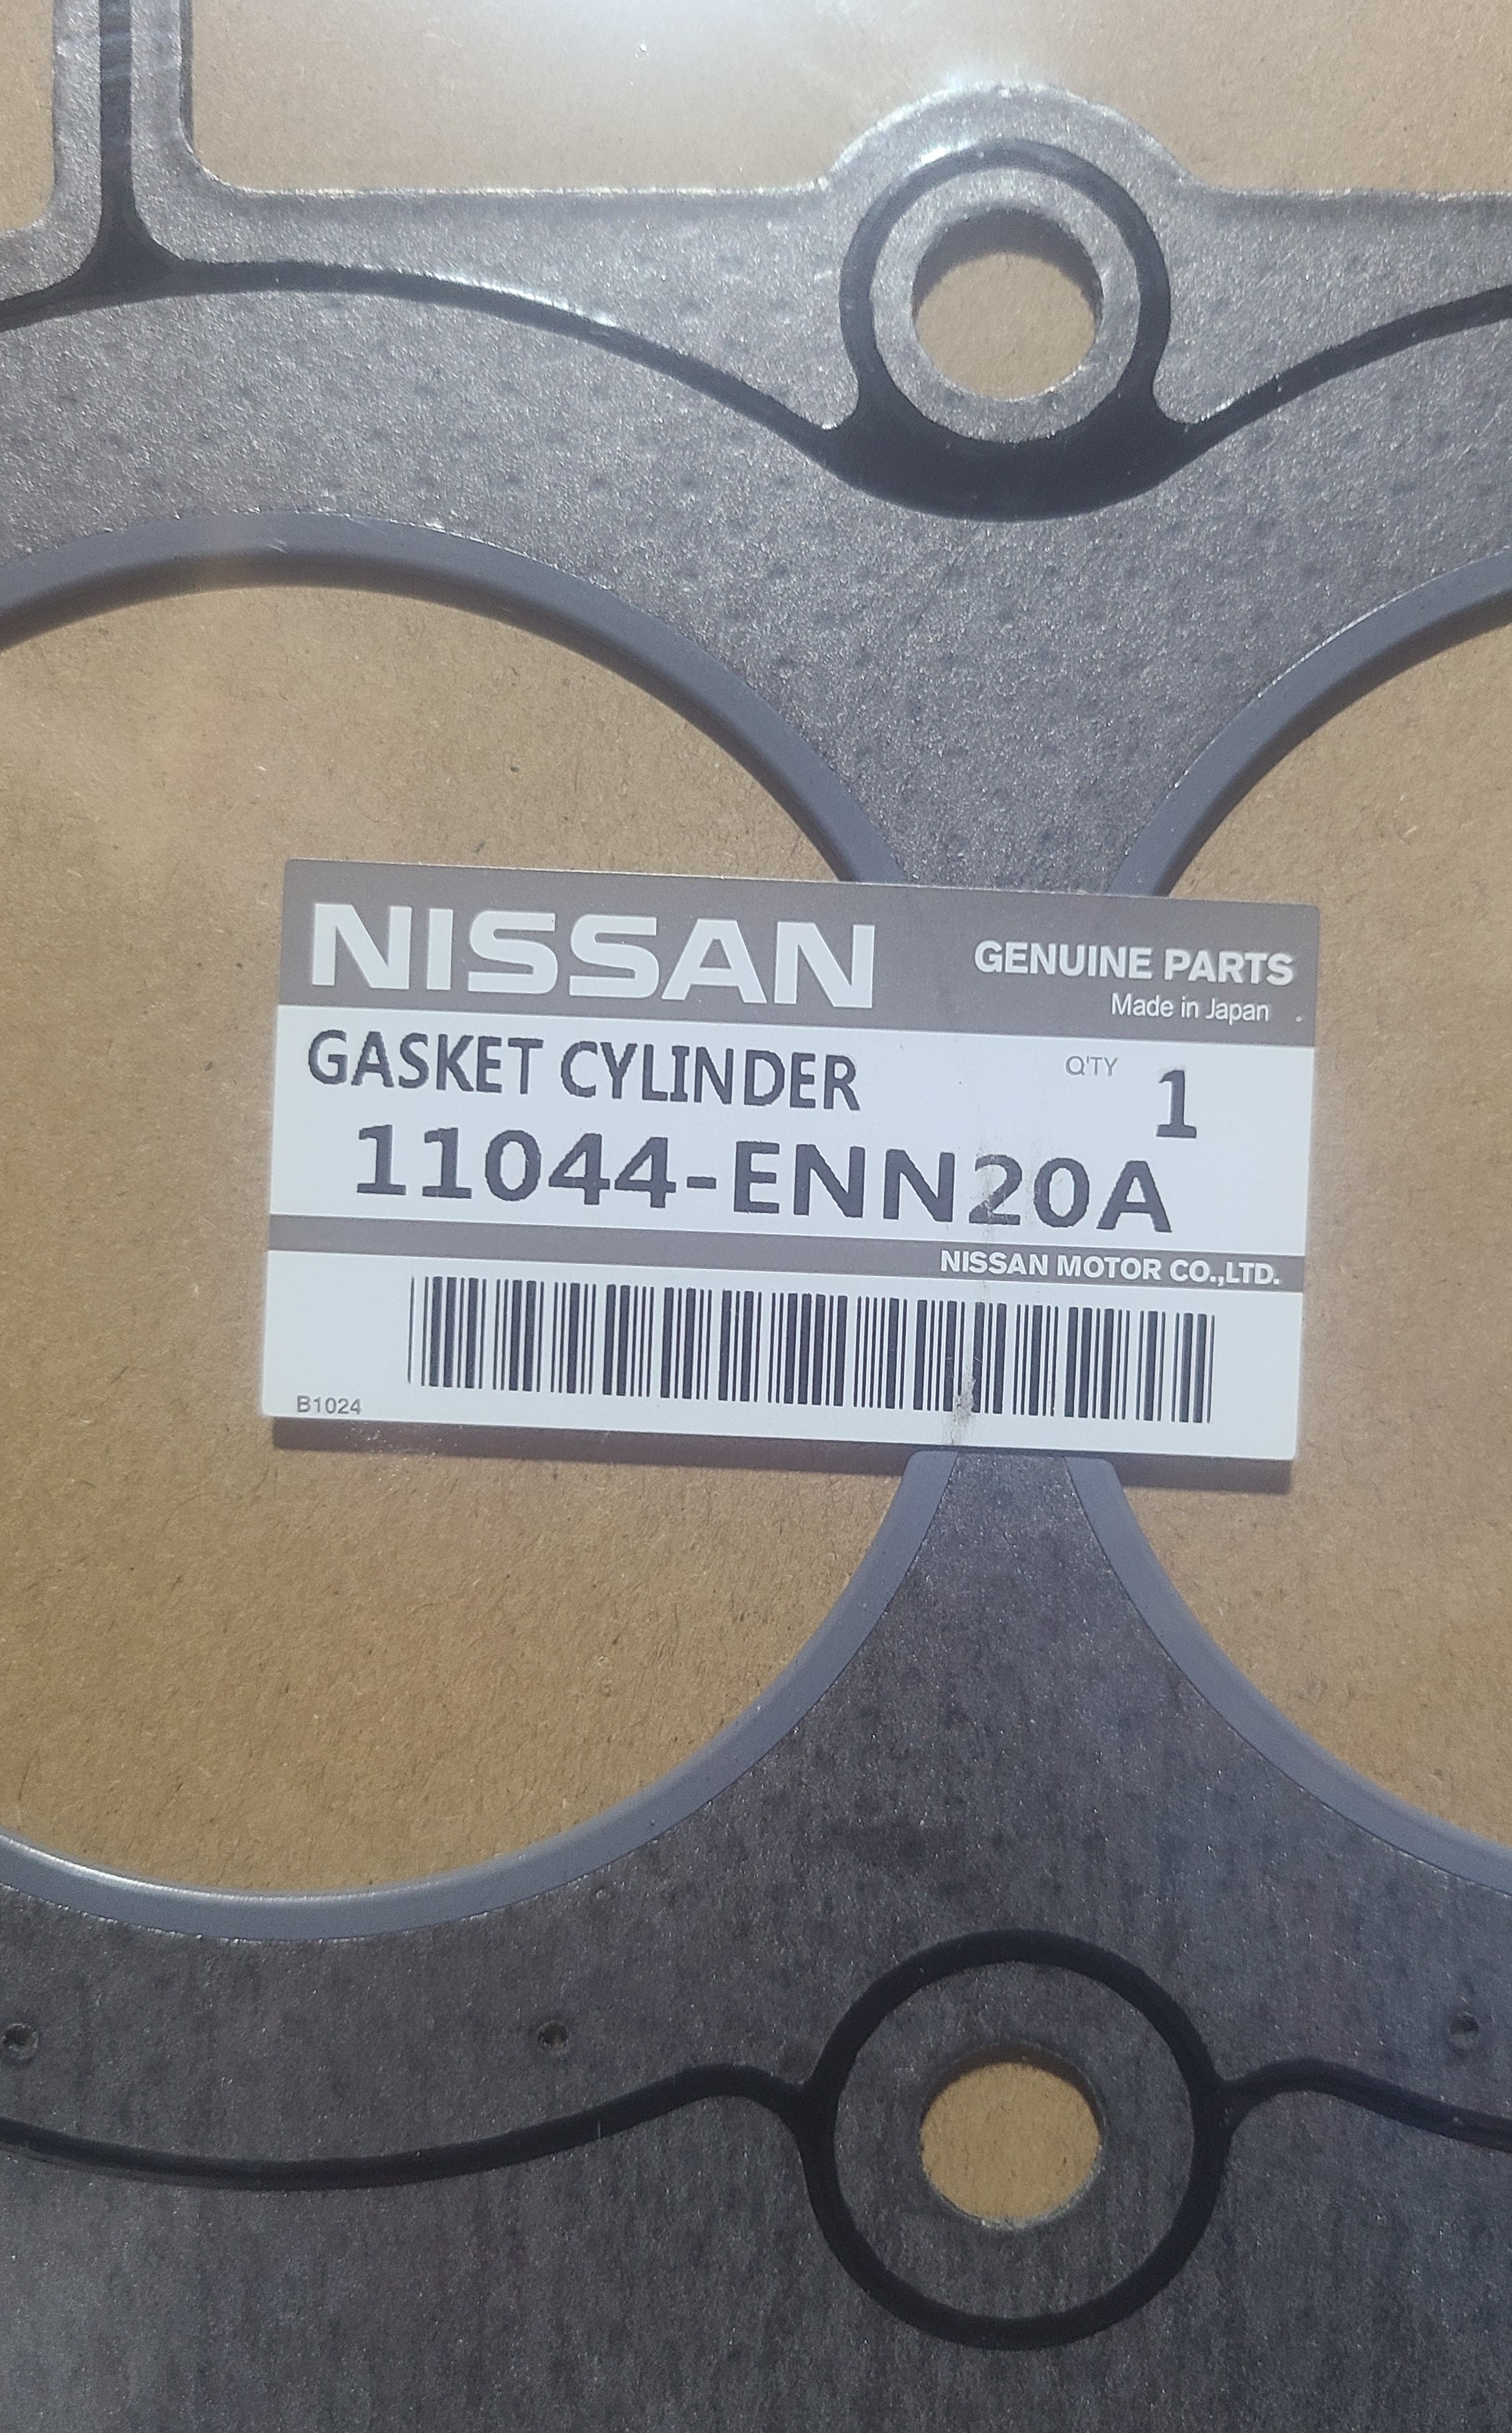 NISSAN
GENUINE PARTS
Made in Japan
GASKET CYLINDER
Q'TY 1
11044-ENN20A
NISSAN MOTOR CO.,LTD.
B1024